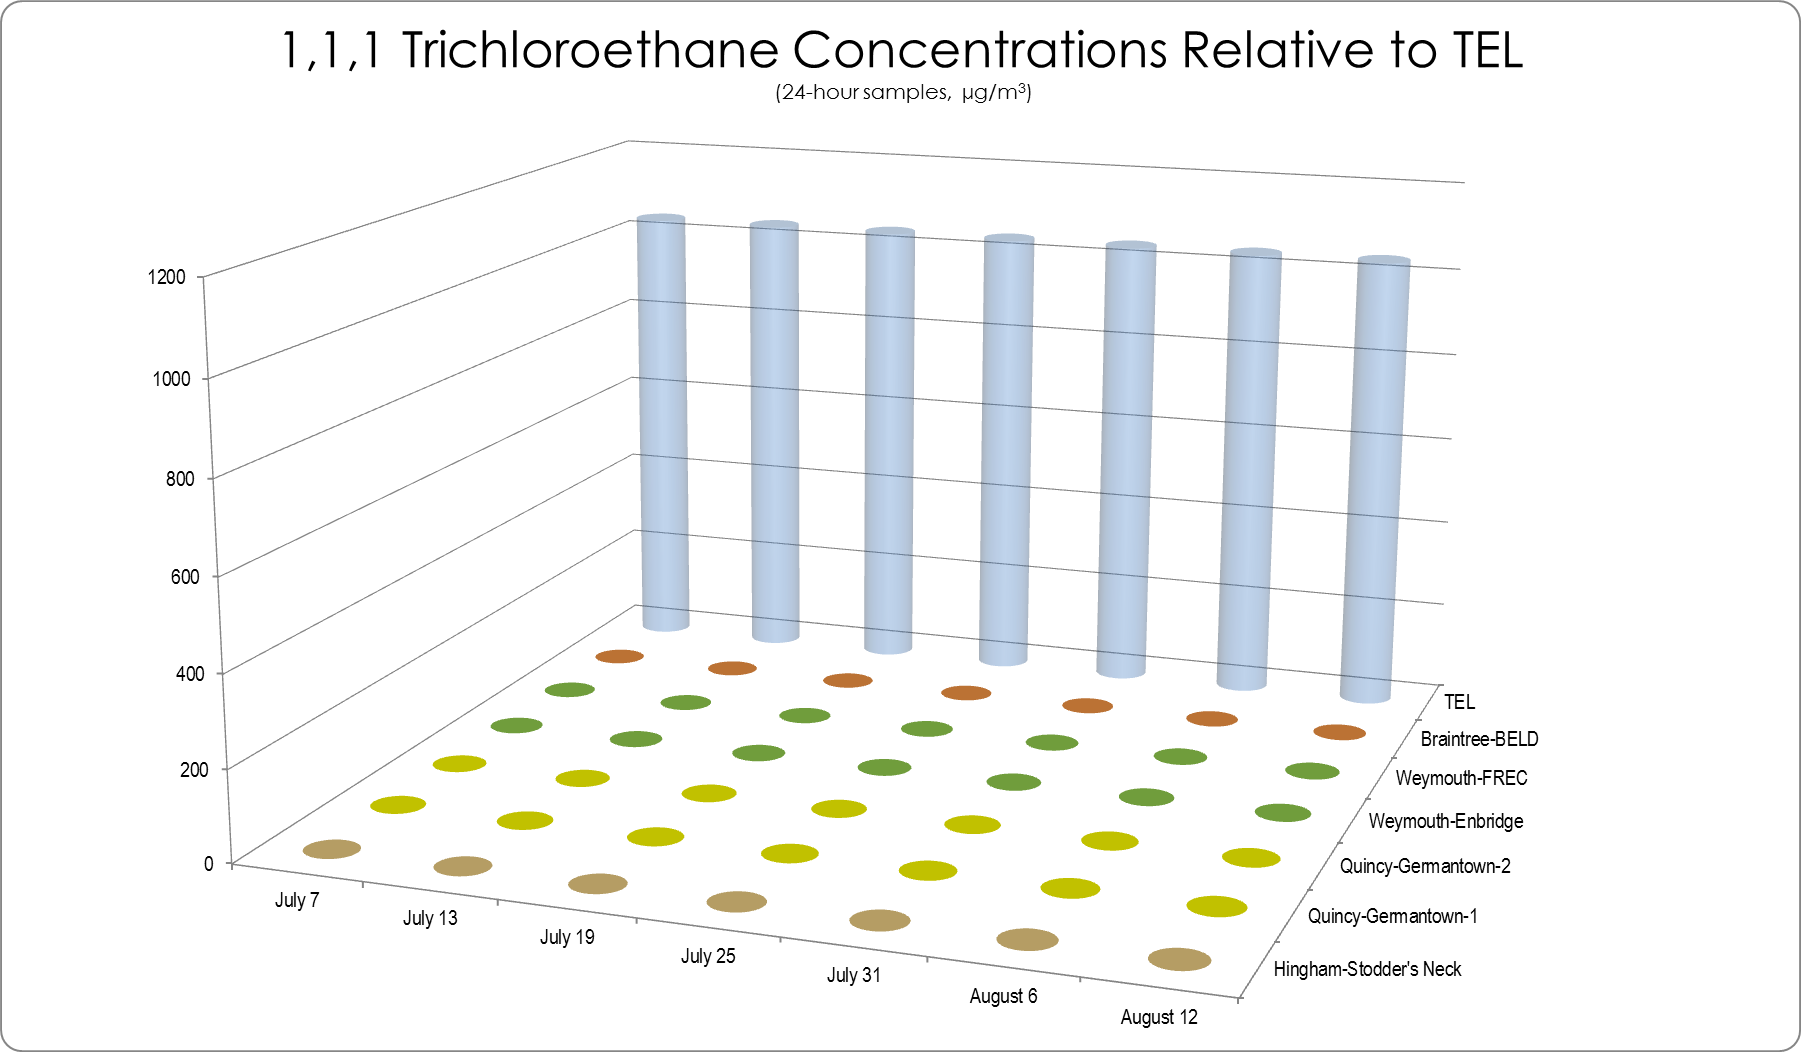 1,1,1 Trichloroethane Concentrations Relative to TEL
(24-hour samples, µg/m³)
1200
1000
800
600
400
200
0
July 7
July 13
July 19
July 25
July 31
August 6
August 12
TEL
Braintree-BELD
Weymouth-FREC
Weymouth-Enbridge
Quincy-Germantown-2
Quincy-Germantown-1
Hingham-Stodder's Neck